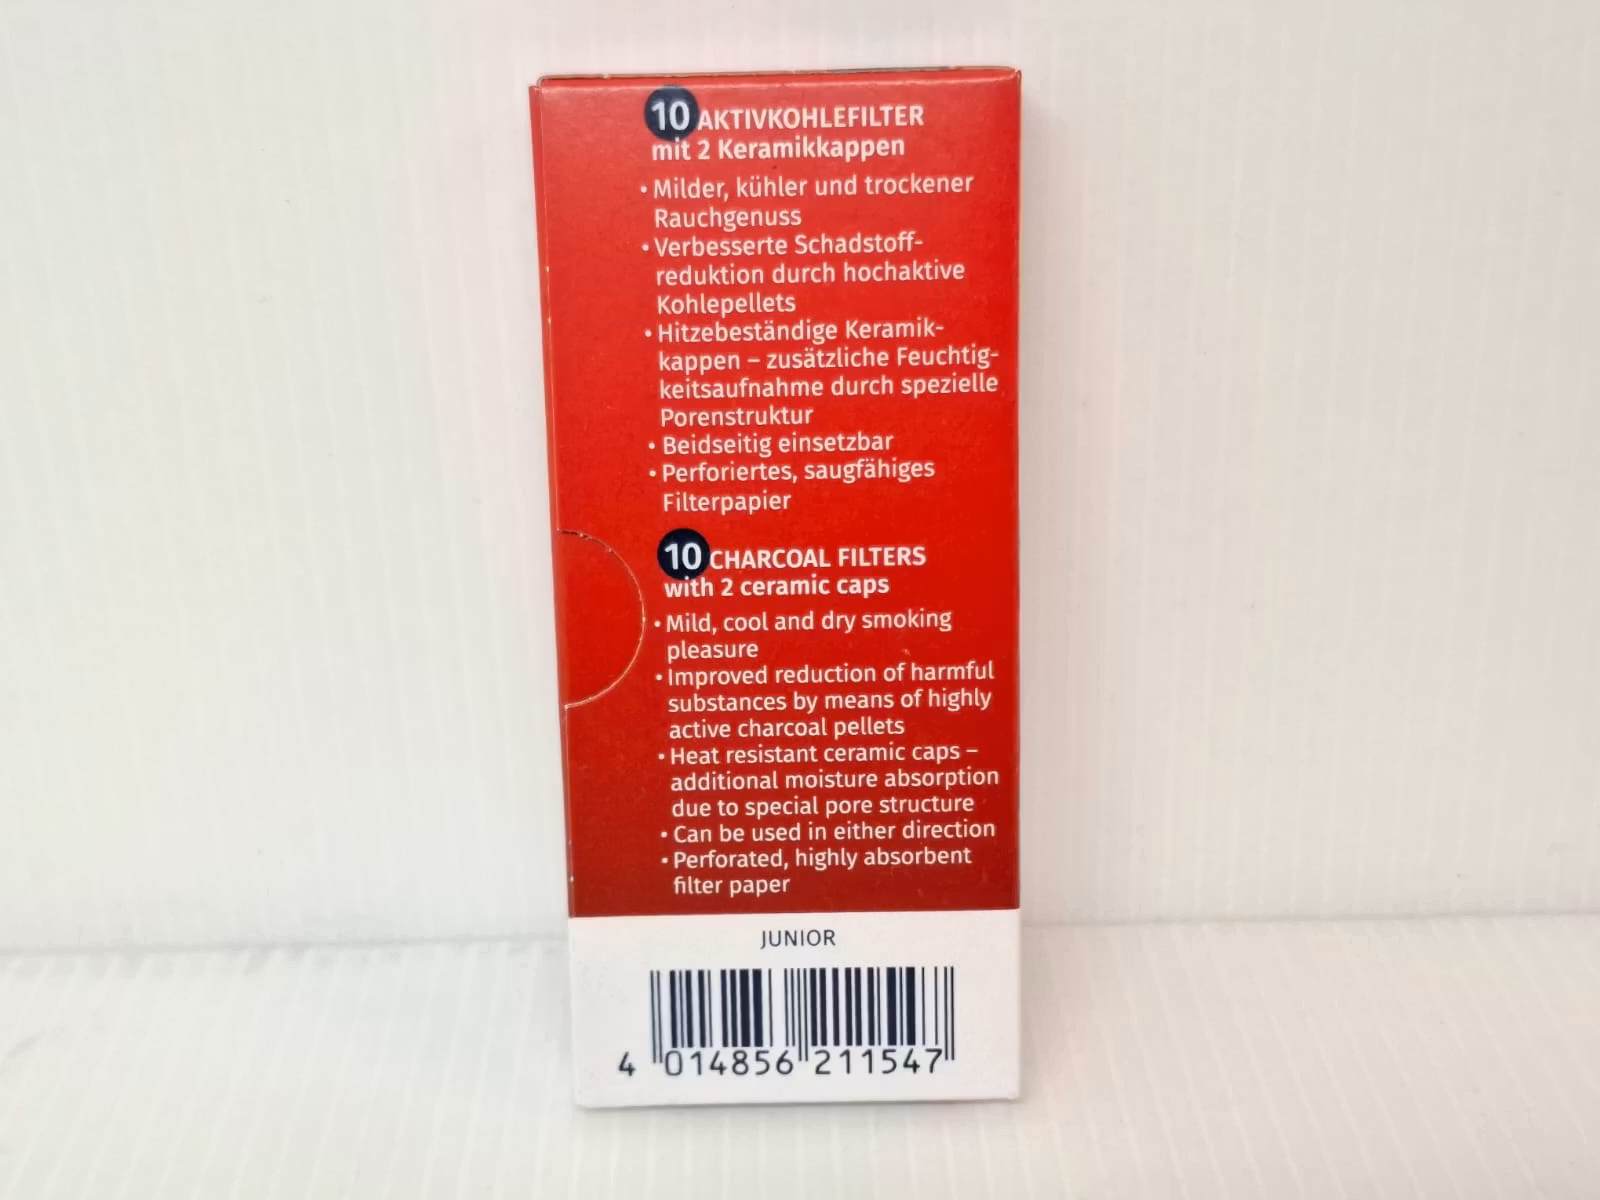 10 AKTIVKOHLEFILTER
mit 2 Keramikkappen
• Milder, kühler und trockener
Rauchgenuss
• Verbesserte Schadstoff-
reduktion durch hochaktive
Kohlepellets
• Hitzebeständige Keramik-
kappen – zusätzliche Feuchtig-
keitsaufnahme durch spezielle
Porenstruktur
• Beidseitig einsetzbar
• Perforiertes, saugfähiges
Filterpapier
10 CHARCOAL FILTERS
with 2 ceramic caps
• Mild, cool and dry smoking
pleasure
• Improved reduction of harmful
substances by means of highly
active charcoal pellets
• Heat resistant ceramic caps –
additional moisture absorption
due to special pore structure
• Can be used in either direction
• Perforated, highly absorbent
filter paper
JUNIOR
4 014856 211547